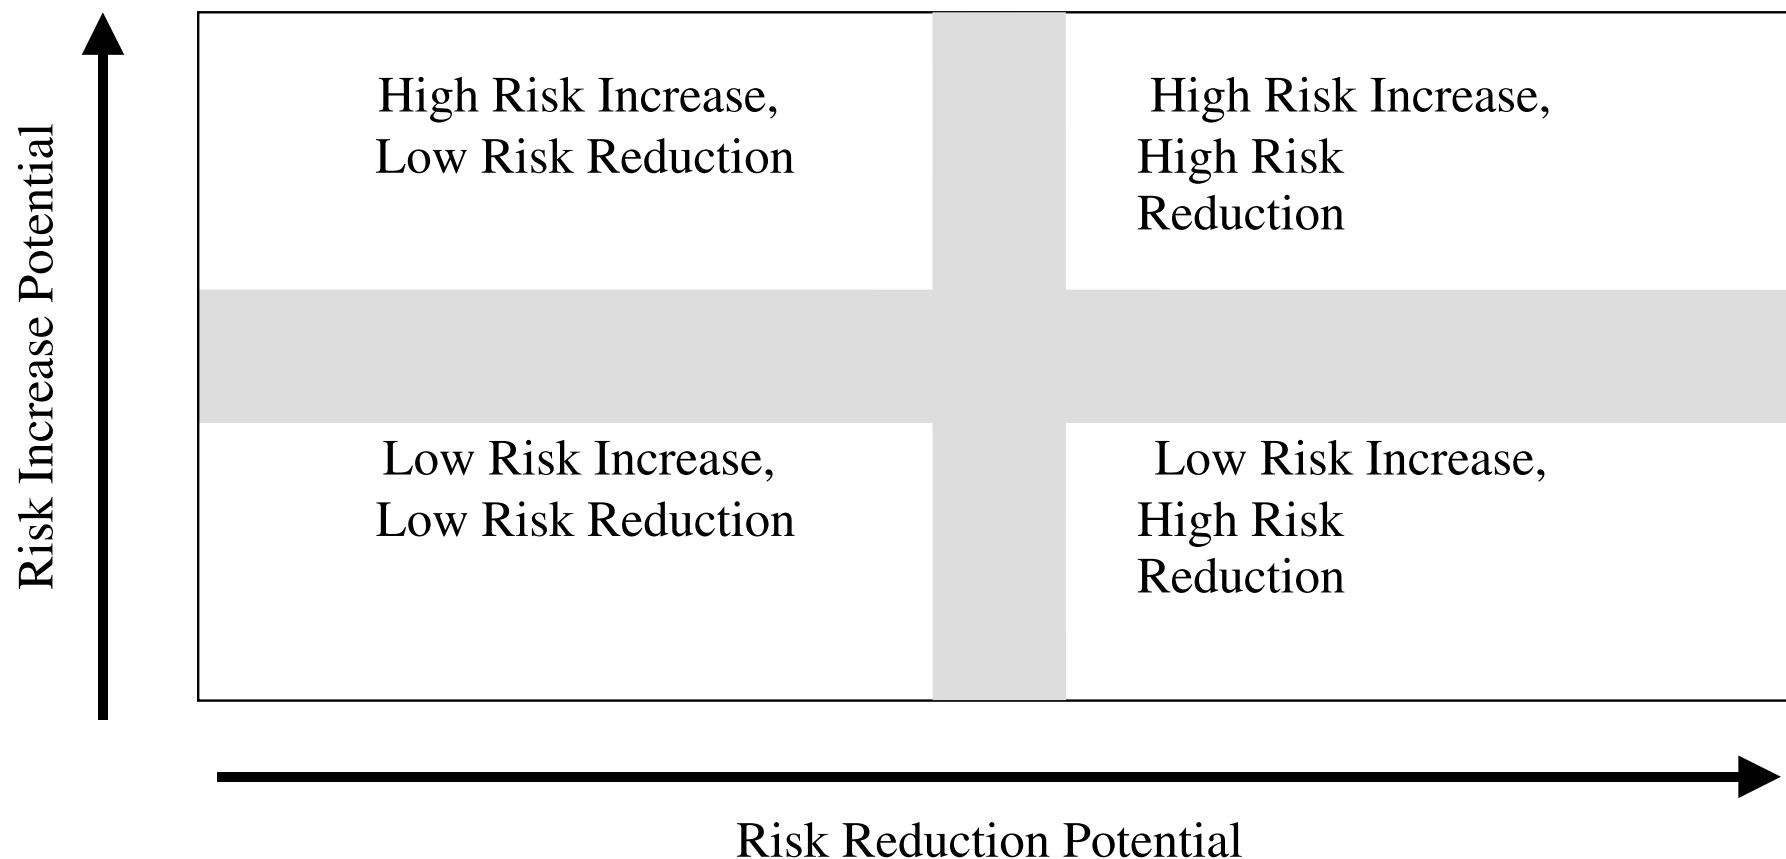 Risk Increase Potential
High Risk Increase,
Low Risk Reduction
High Risk Increase,
High Risk
Reduction
Low Risk Increase,
Low Risk Reduction
Low Risk Increase,
High Risk
Reduction
Risk Reduction Potential